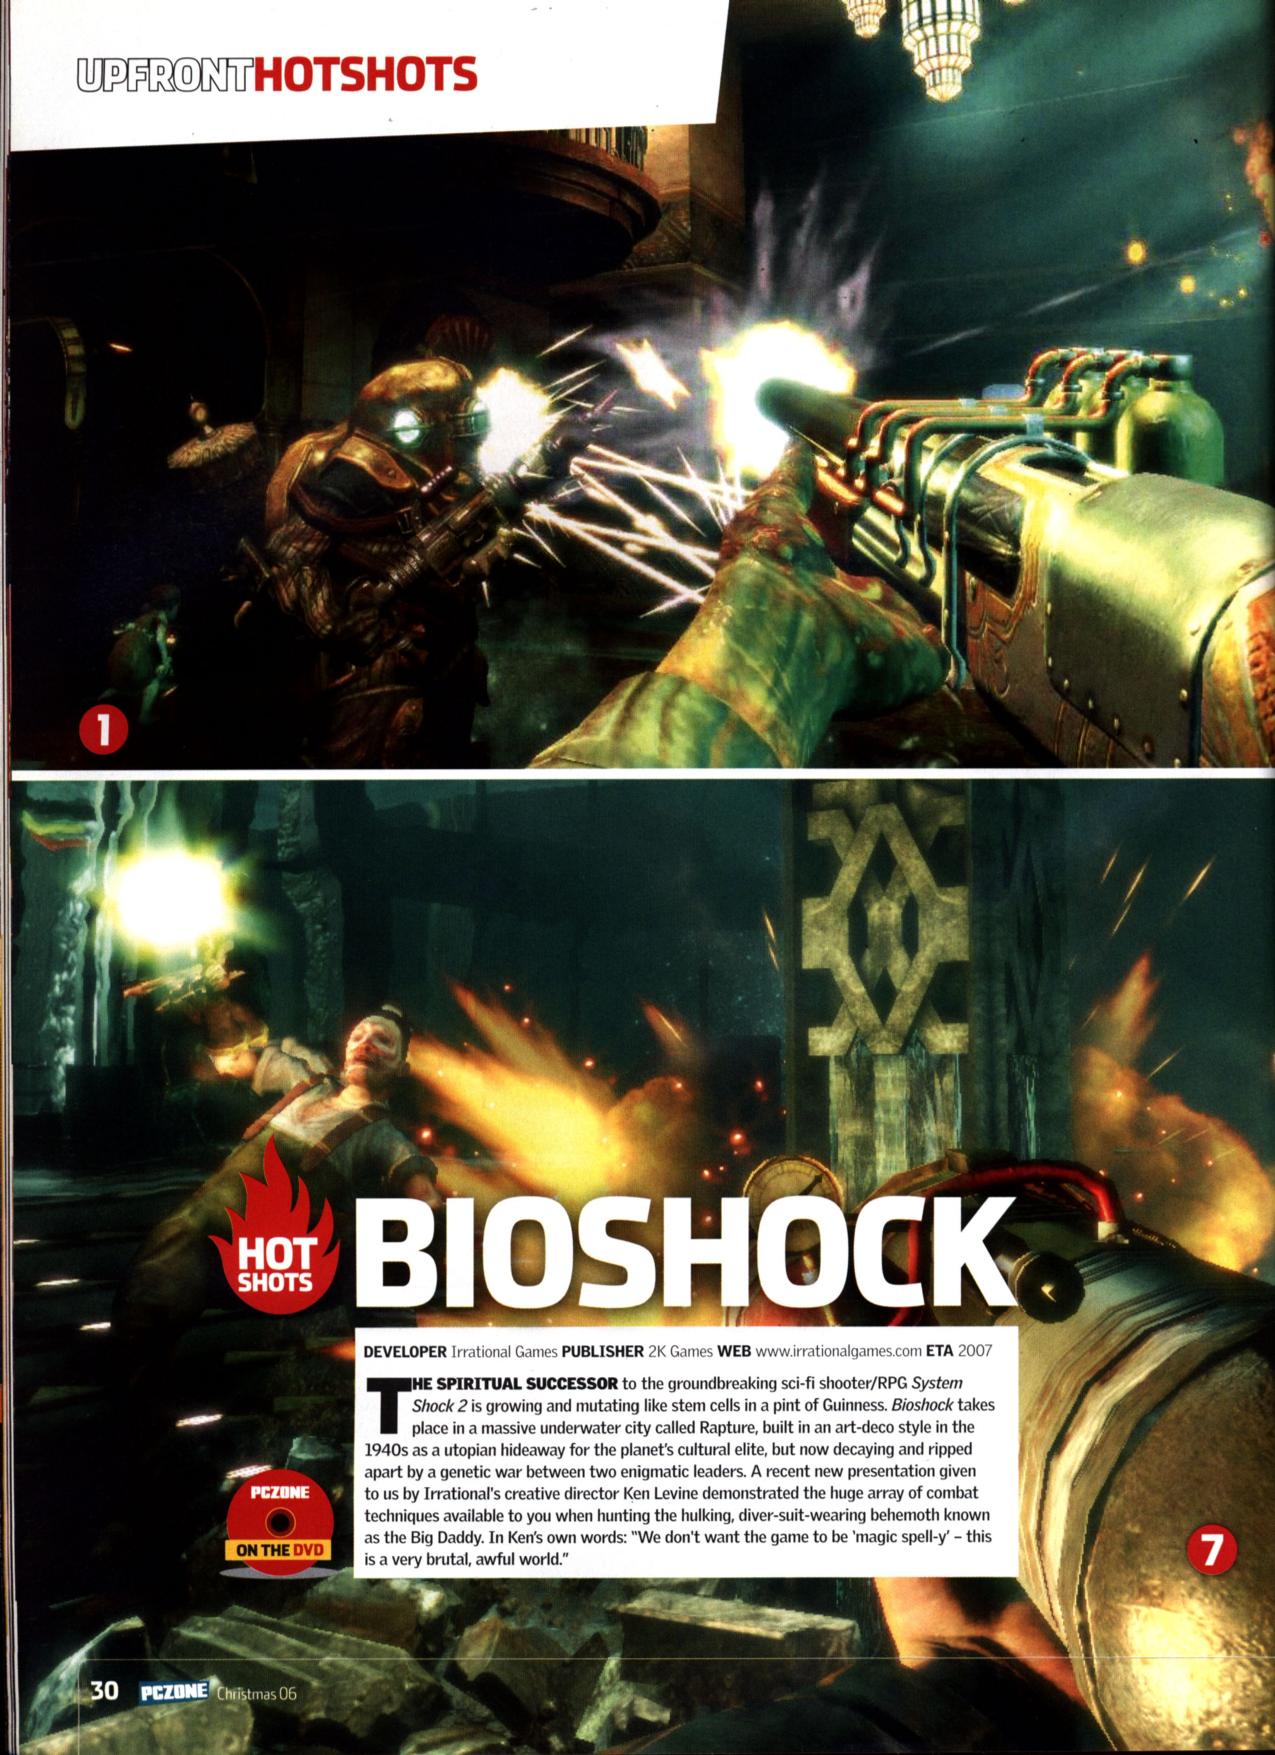 UPFRONTHOTSHOTS
1
HOT
SHOTS
BIOSHOCK
DEVELOPER Irrational Games PUBLISHER 2K Games WEB www.irrationalgames.com ETA 2007
THE SPIRITUAL SUCCESSOR to the groundbreaking sci-fi shooter/RPG System
Shock 2 is growing and mutating like stem cells in a pint of Guinness. Bioshock takes
place in a massive underwater city called Rapture, built in an art-deco style in the
1940s as a utopian hideaway for the planet's cultural elite, but now decaying and ripped
apart by a genetic war between two enigmatic leaders. A recent new presentation given
to us by Irrational's creative director Ken Levine demonstrated the huge array of combat
techniques available to you when hunting the hulking, diver-suit-wearing behemoth known
as the Big Daddy. In Ken's own words: "We don't want the game to be 'magic spell-y' – this
is a very brutal, awful world."
PCZONE
ON THE DVD
7
30 PCZONE Christmas 06